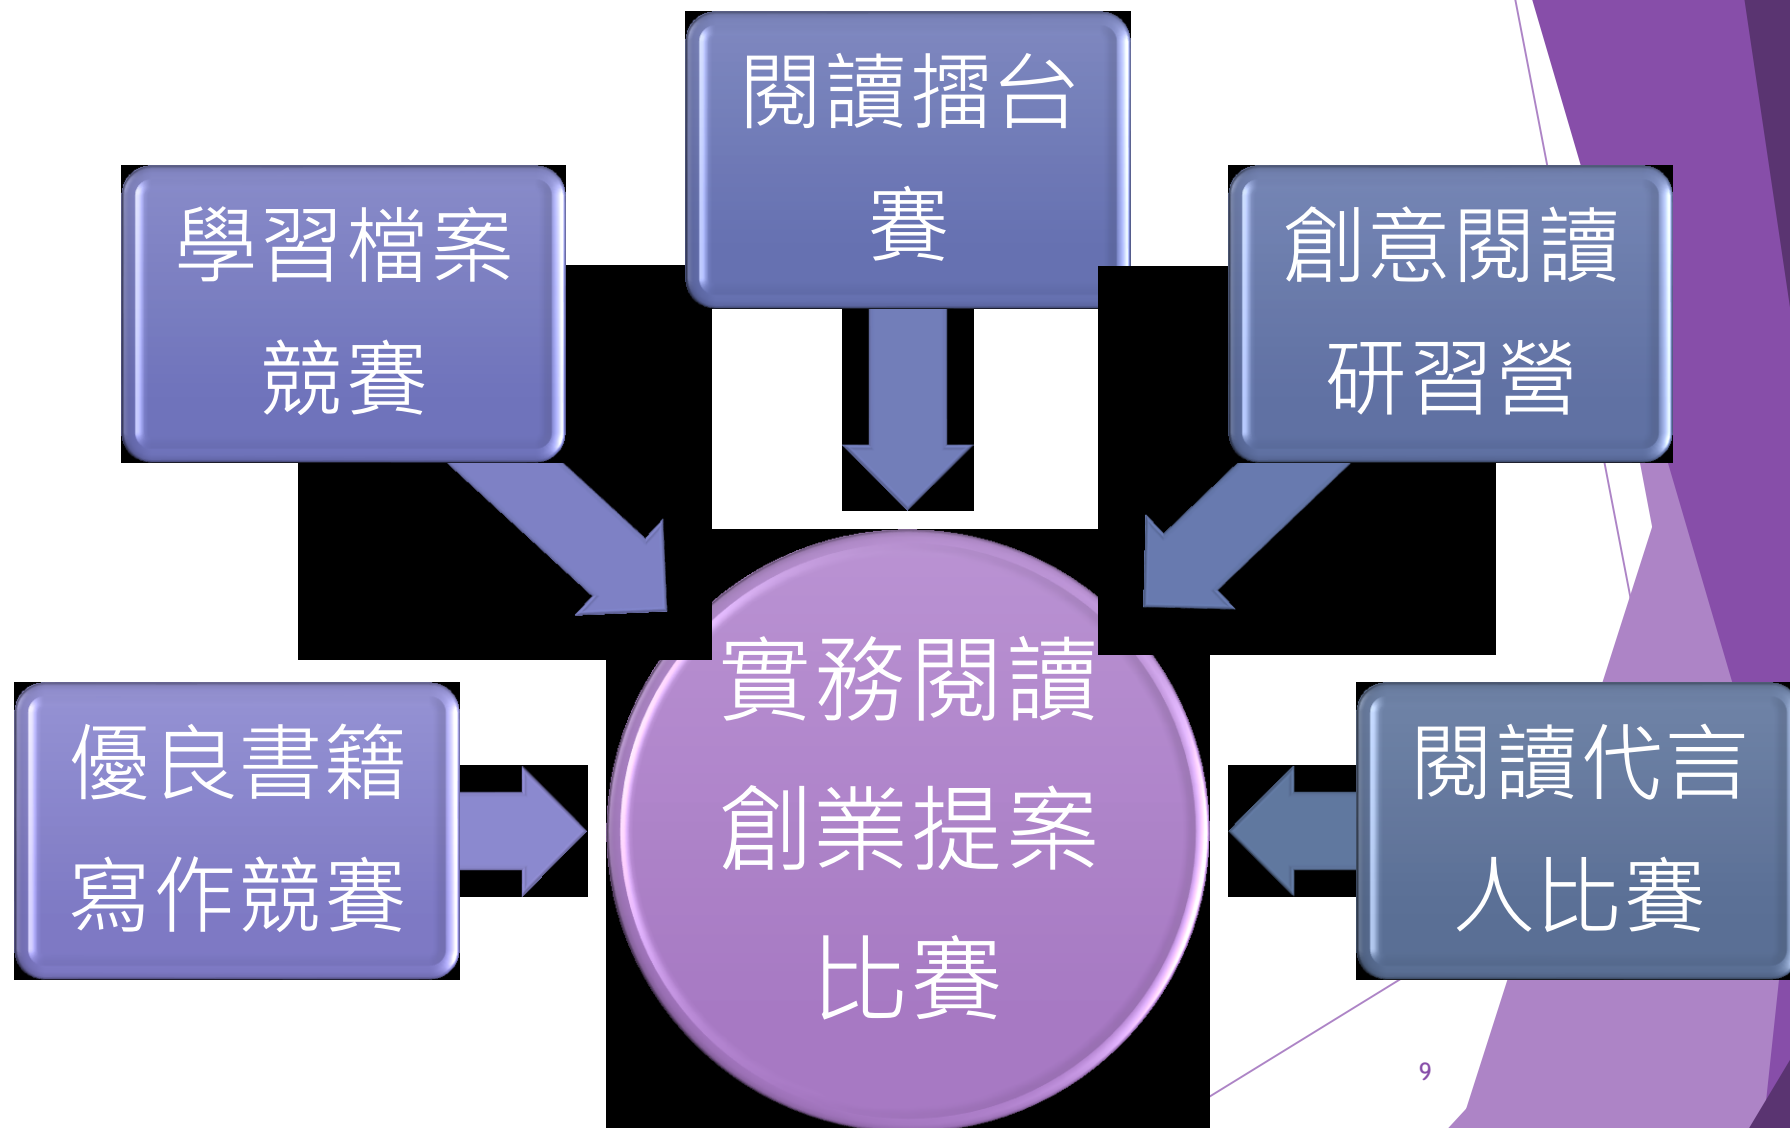 閱讀擂台
賽
學習檔案
競賽
創意閱讀
研習營
優良書籍
寫作競賽
實務閱讀
創業提案
比賽
閱讀代言
人比賽
9